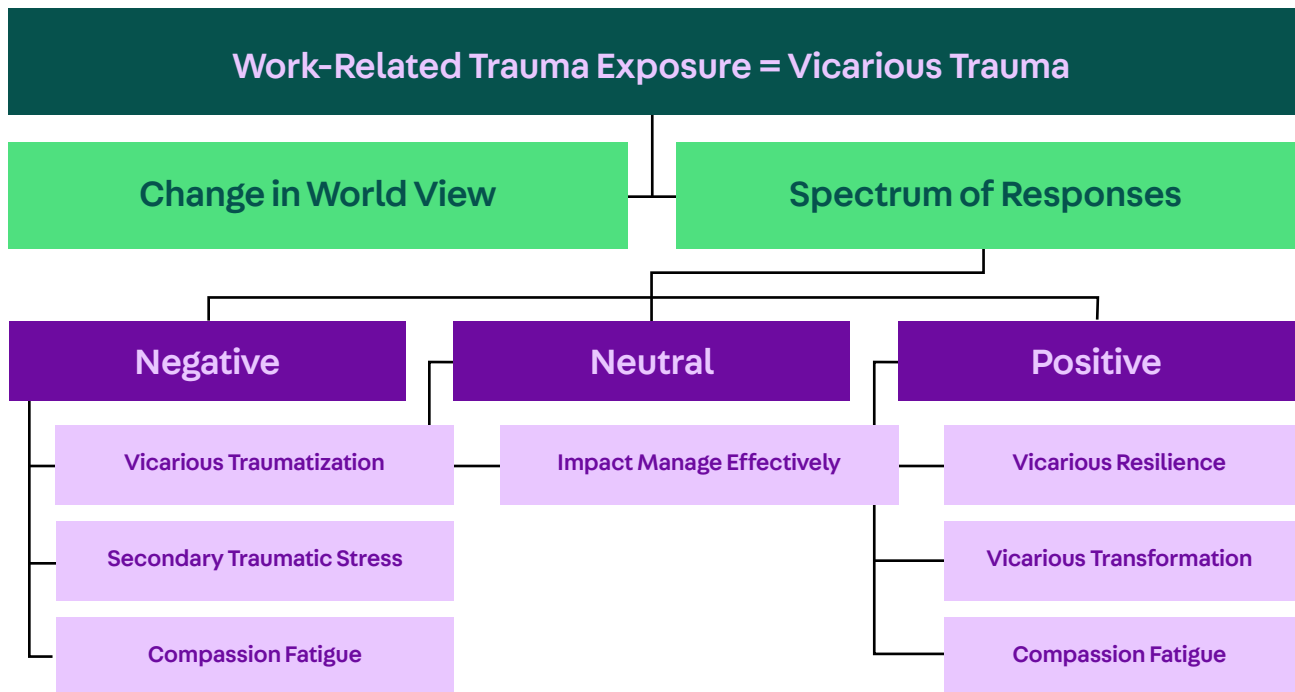 Work-Related Trauma Exposure = Vicarious Trauma
Change in World View
Spectrum of Responses
Negative
Neutral
Positive
Vicarious Traumatization
Impact Manage Effectively
Vicarious Resilience
Secondary Traumatic Stress
Vicarious Transformation
Compassion Fatigue
Compassion Fatigue